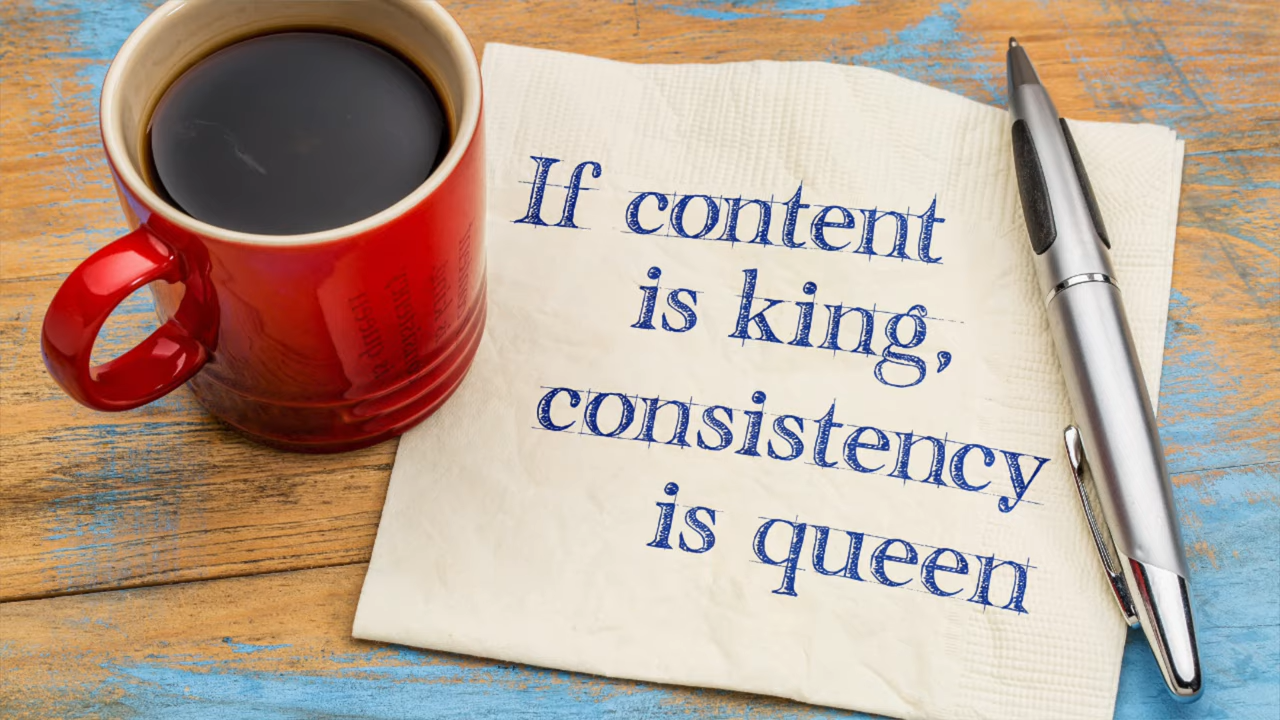 If content
is king,
consistency
is queen